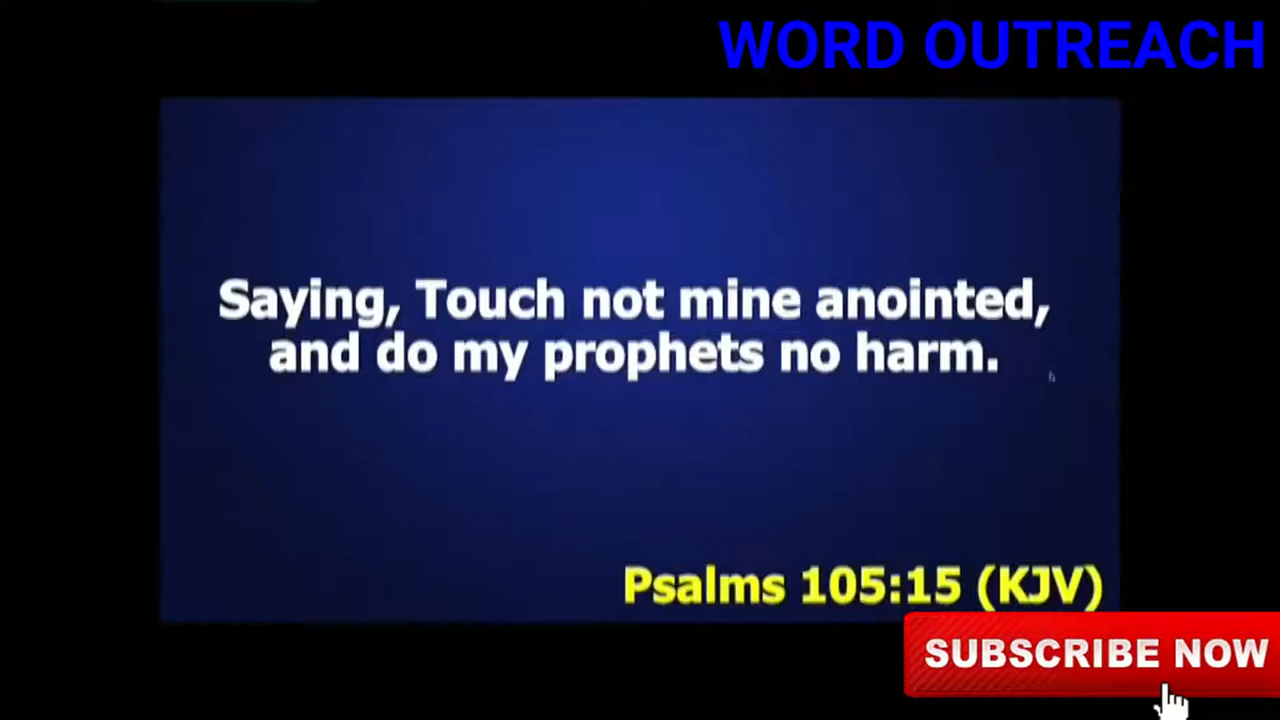 WORD OUTREACH
Saying, Touch not mine anointed,
and do my prophets no harm.
Psalms 105:15 (KJV)
SUBSCRIBE NOW